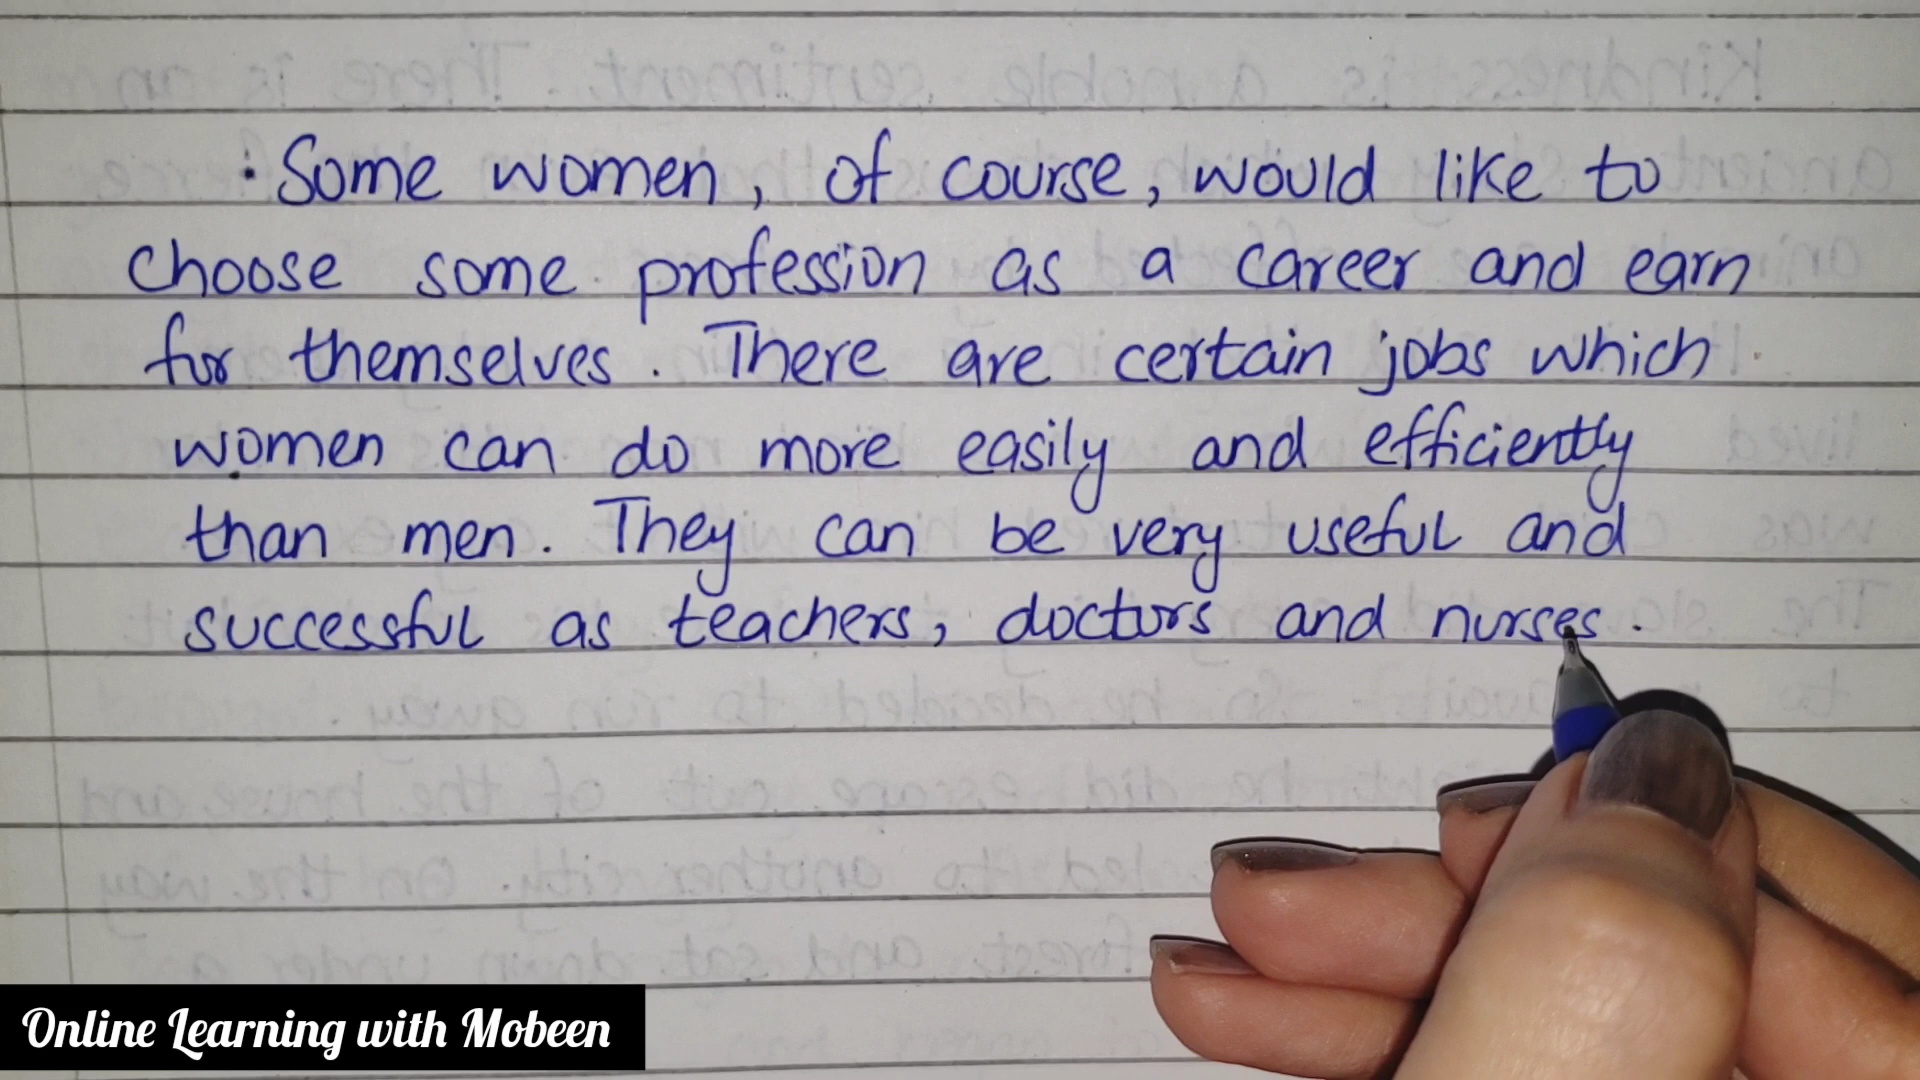 Some women, of course, would like to
choose some profession as a career and earn
for themselves. There are certain jobs which
women can do more easily and efficiently
than men. They can be very useful and
successful as teachers, doctors and nurses.
Online Learning with Mobeen